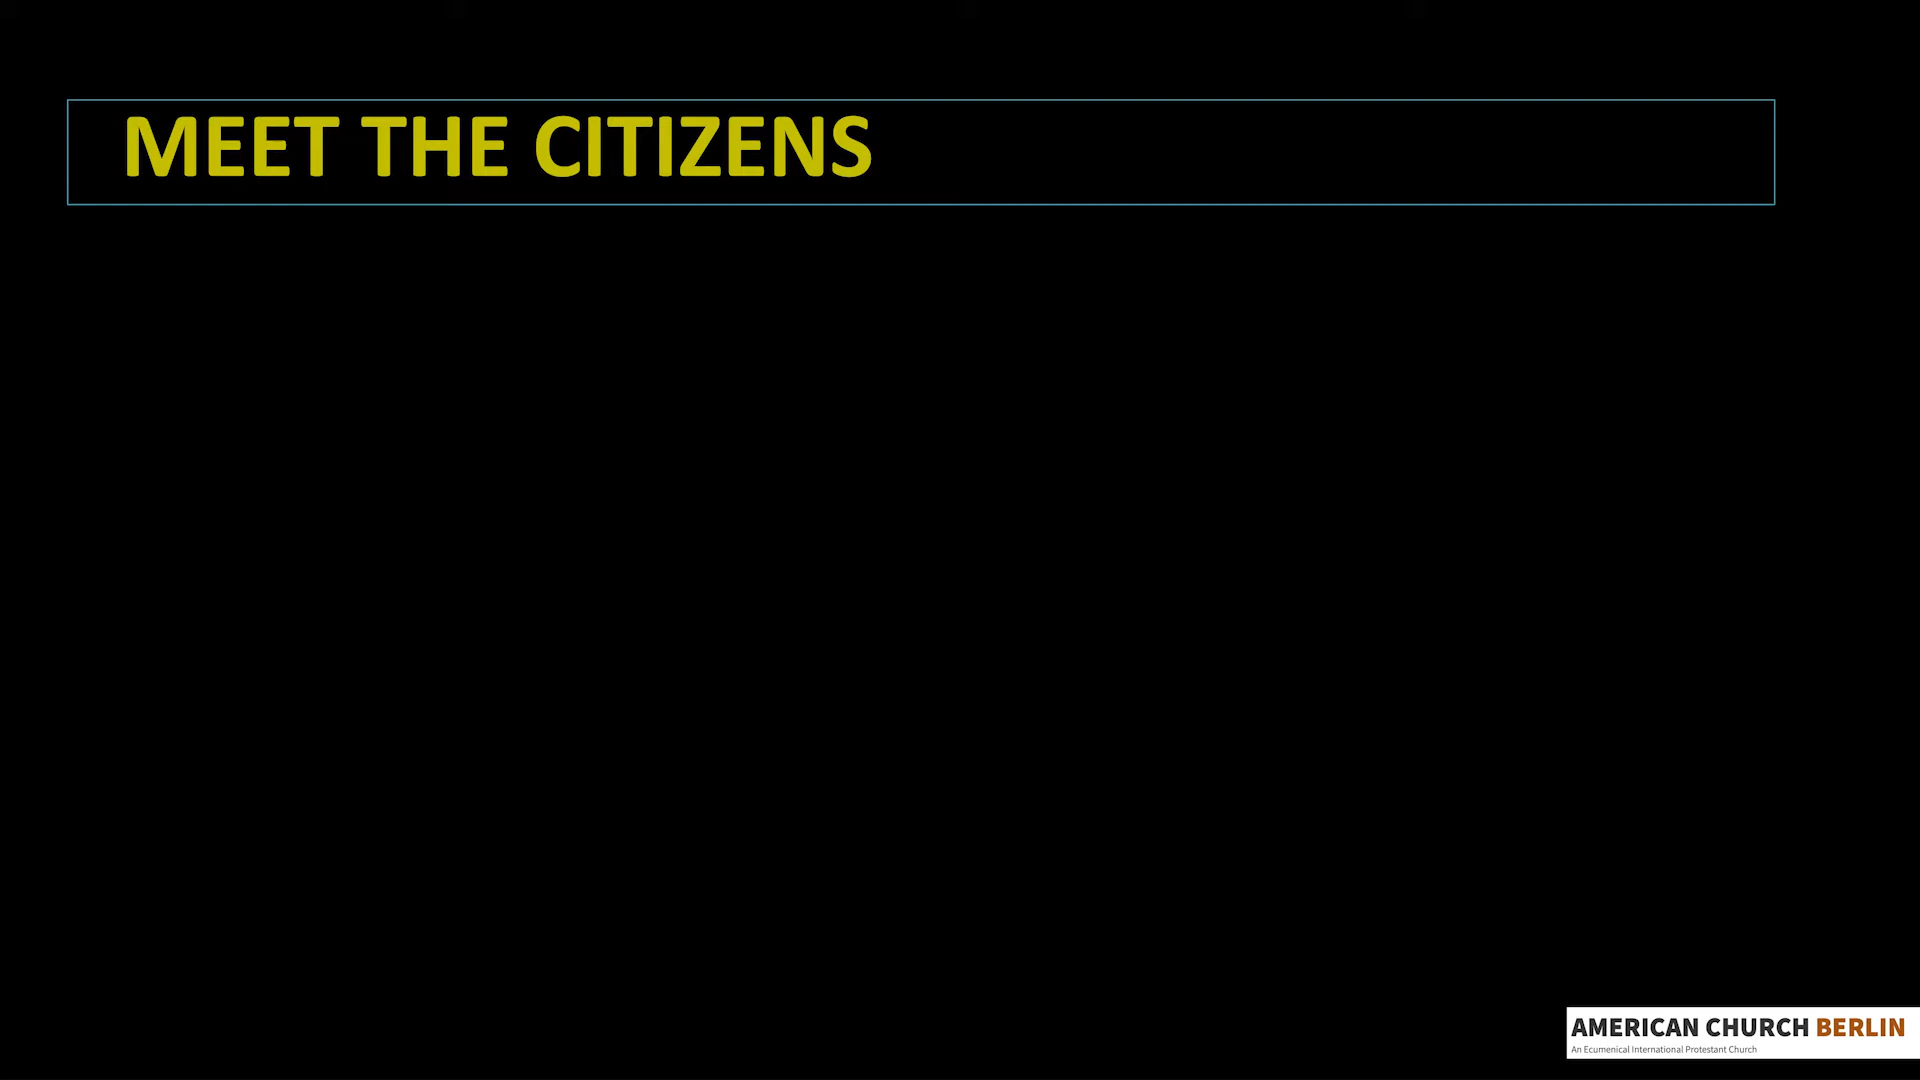 MEET THE CITIZENS
AMERICAN CHURCH BERLIN
An Ecumenical International Protestant Church